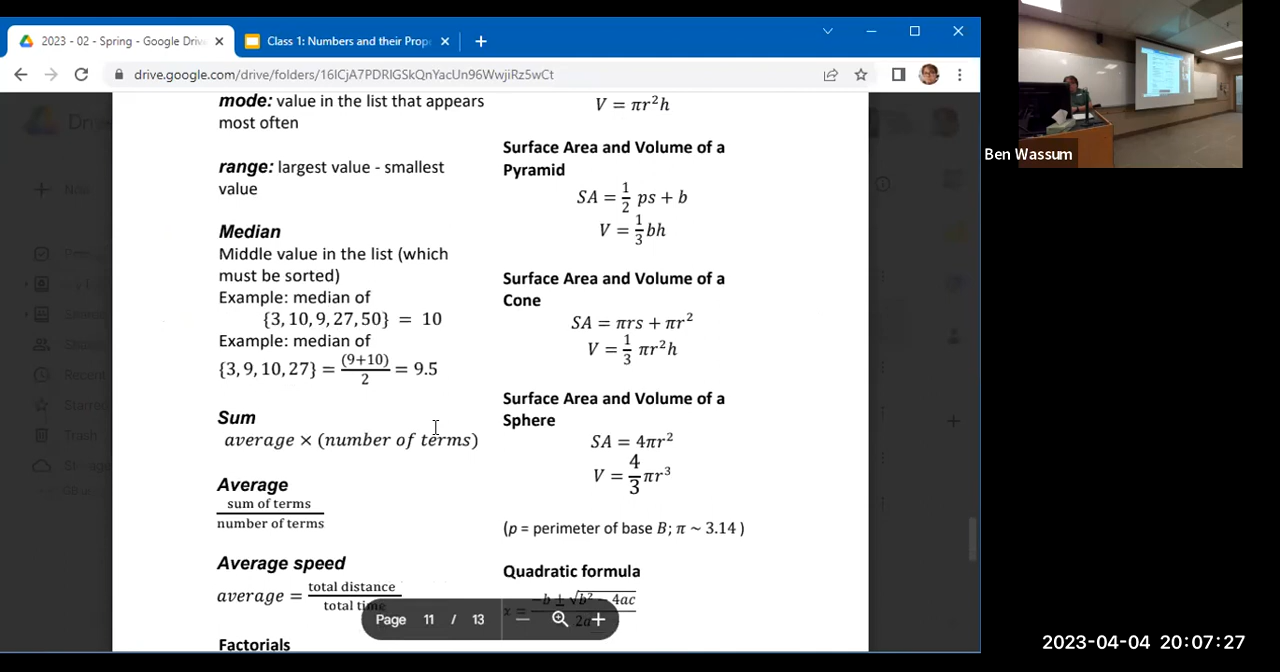 2023 - 02 - Spring - Google Driv
Class 1: Numbers and their Prop
drive.google.com/drive/folders/16ICjA7PDRIGSkQnYacUn96WwjiRz5wCt
mode: value in the list that appears
most often
range: largest value - smallest
value
Median
Middle value in the list (which
must be sorted)
Example: median of
{3, 10, 9, 27, 50} = 10
Example: median of
{3, 9, 10, 27} = (9+10)/2 = 9.5
Sum
average × (number of terms)
Average
sum of terms
number of terms
Average speed
average = total distance / total time
Factorials
V = πr²h
Surface Area and Volume of a
Pyramid
SA = 1/2 ps + b
V = 1/3 bh
Surface Area and Volume of a
Cone
SA = πrs + πr²
V = 1/3 πr²h
Surface Area and Volume of a
Sphere
SA = 4πr²
V = 4/3 πr³
(p = perimeter of base B; π ~ 3.14 )
Quadratic formula
x = −b ± √b² − 4ac / 2a
Page 11 / 13
Recent
Trash
Ben Wassum
2023-04-04 20:07:27